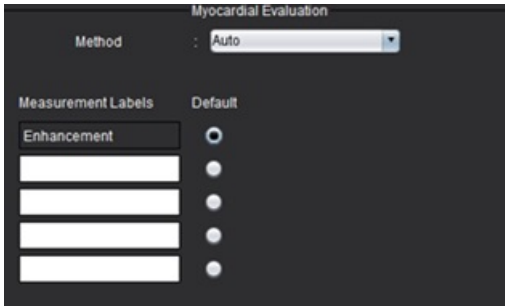 Myocardial Evaluation
Method : Auto
Measurement Labels Default
Enhancement